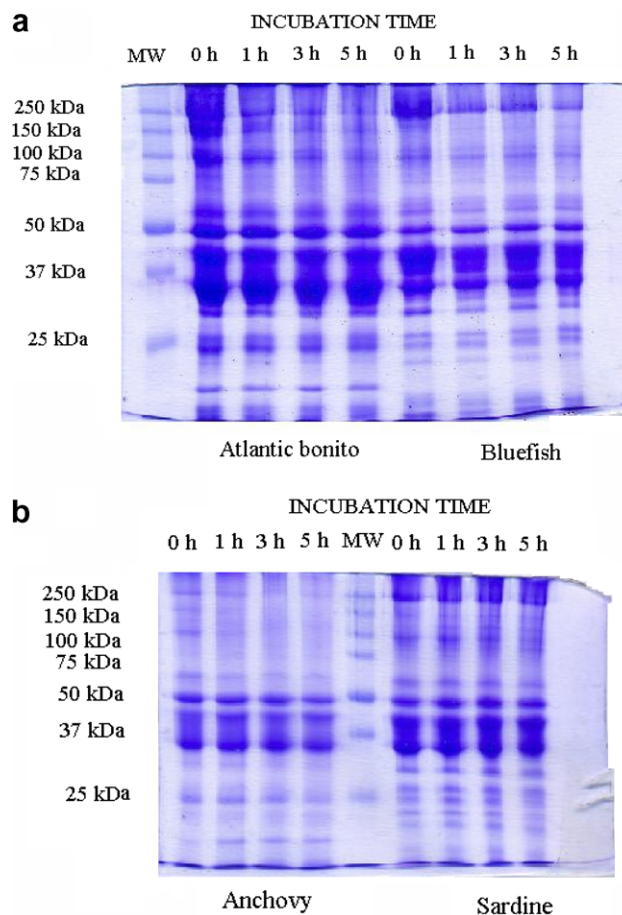 a
INCUBATION TIME
MW 0 h 1 h 3 h 5 h 0 h 1 h 3 h 5 h
250 kDa
150 kDa
100 kDa
75 kDa
50 kDa
37 kDa
25 kDa
Atlantic bonito Bluefish
b
INCUBATION TIME
0 h 1 h 3 h 5 h MW 0 h 1 h 3 h 5 h
250 kDa
150 kDa
100 kDa
75 kDa
50 kDa
37 kDa
25 kDa
Anchovy Sardine